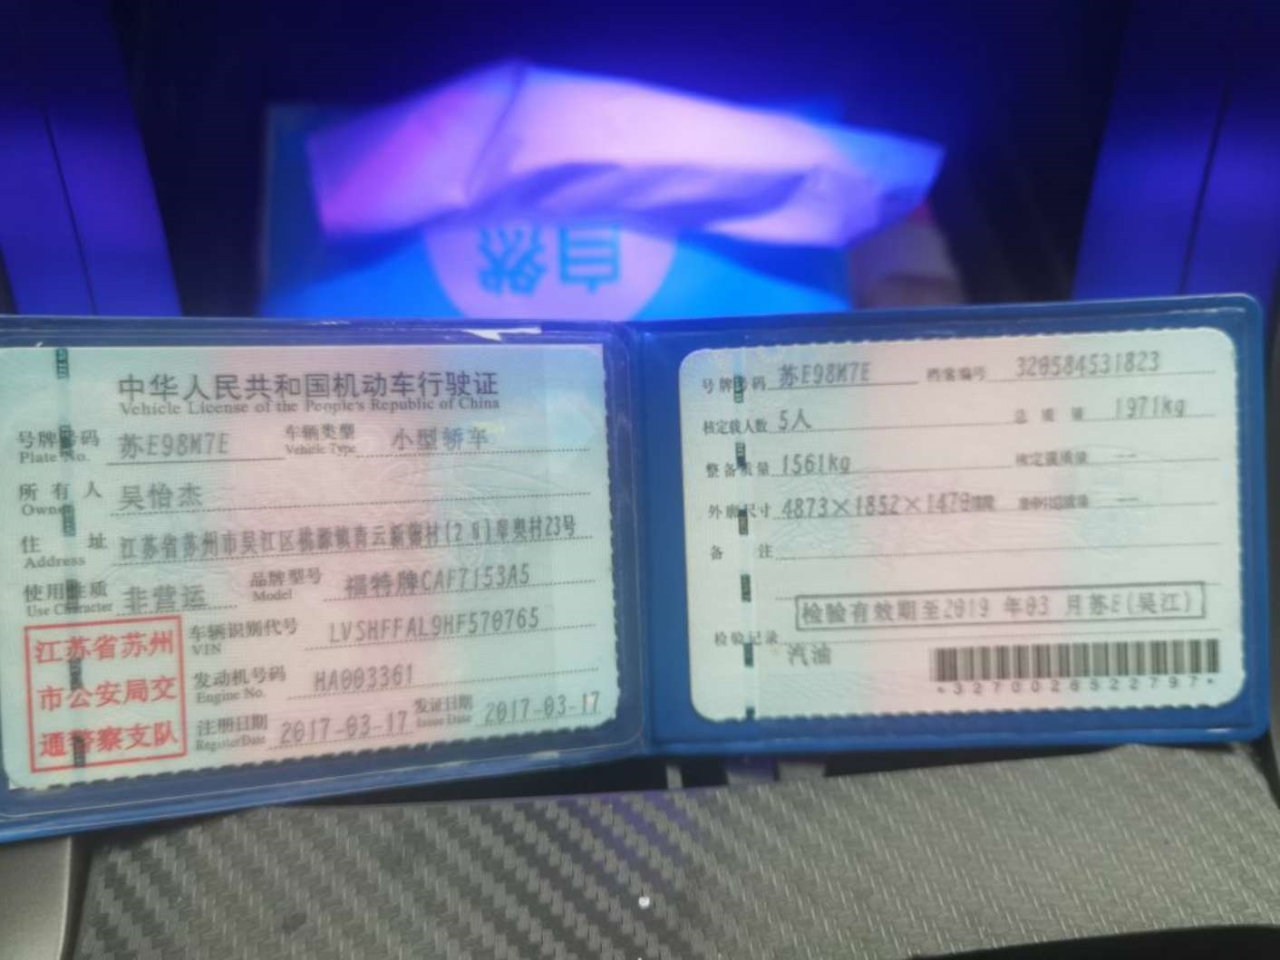 自然
中华人民共和国机动车行驶证
Vehicle License of the People's Republic of China
号牌号码 苏E98M7E 车辆类型 小型轿车
Plate No. Vehicle Type
所有人 吴怡杰
Owner
住址 江苏省苏州市吴江区桃源镇青云新 村(28) 23号
Address
使用性质 非营运 品牌型号 福特牌CAF7153A5
Use Character Model
车辆识别代号 LVSHFFAL9HF570765
VIN
发动机号码 HA003361
Engine No.
注册日期 2017-03-17 发证日期 2017-03-17
Register Date Issue Date
江苏省苏州
市公安局交
通警察支队
号牌号码 苏E98M7E 档案编号 320584531823
核定载人数 5人 总质量 1971kg
整备质量 1561kg 核定载质量 --
外廓尺寸 4873×1852×1470mm 准牵引总质量 --
备注
检验有效期至2019年03月苏E(吴江)
检验记录
汽油
*3270028522797*